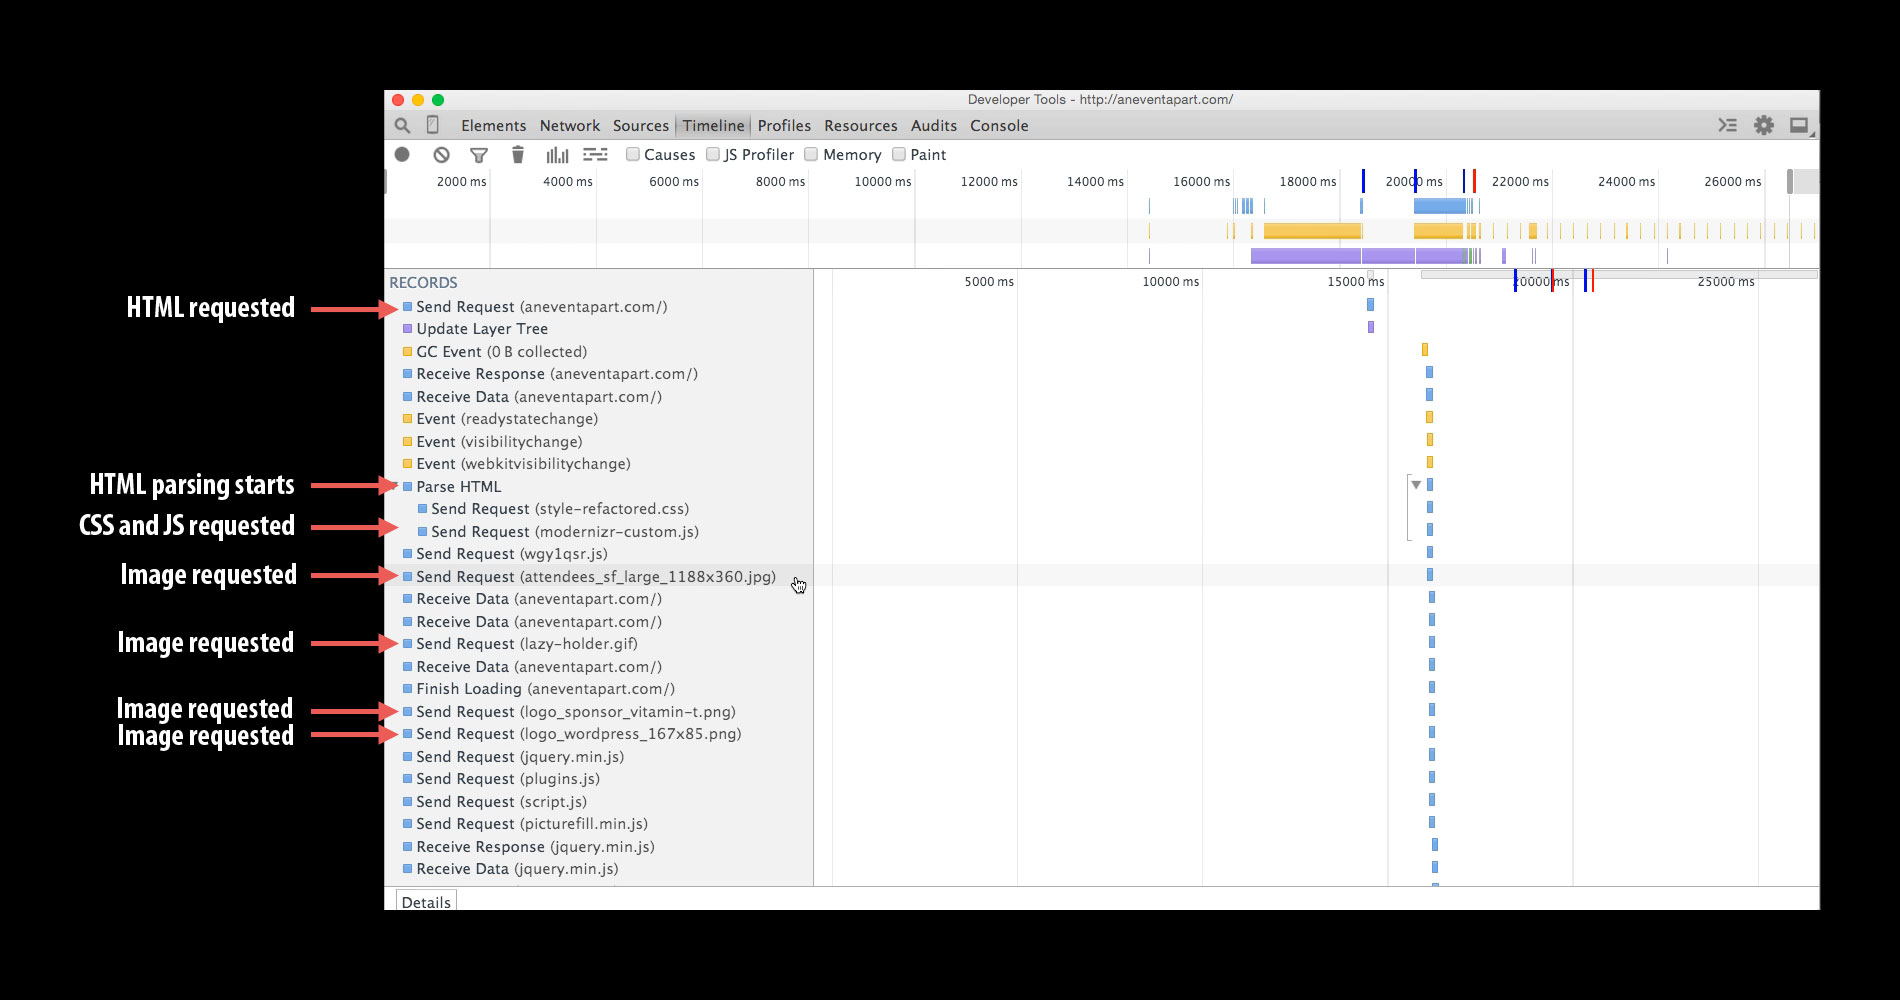 Developer Tools - http://aneventapart.com/
Elements Network Sources Timeline Profiles Resources Audits Console
Causes JS Profiler Memory Paint
2000 ms 4000 ms 6000 ms 8000 ms 10000 ms 12000 ms 14000 ms 16000 ms 18000 ms 20000 ms 22000 ms 24000 ms 26000 ms
RECORDS 5000 ms 10000 ms 15000 ms 20000 ms 25000 ms
HTML requested Send Request (aneventapart.com/)
Update Layer Tree
GC Event (0 B collected)
Receive Response (aneventapart.com/)
Receive Data (aneventapart.com/)
Event (readystatechange)
Event (visibilitychange)
Event (webkitvisibilitychange)
HTML parsing starts Parse HTML
Send Request (style-refactored.css)
CSS and JS requested Send Request (modernizr-custom.js)
Send Request (wgy1qsr.js)
Image requested Send Request (attendees_sf_large_1188x360.jpg)
Receive Data (aneventapart.com/)
Receive Data (aneventapart.com/)
Image requested Send Request (lazy-holder.gif)
Receive Data (aneventapart.com/)
Finish Loading (aneventapart.com/)
Image requested Send Request (logo_sponsor_vitamin-t.png)
Image requested Send Request (logo_wordpress_167x85.png)
Send Request (jquery.min.js)
Send Request (plugins.js)
Send Request (script.js)
Send Request (picturefill.min.js)
Receive Response (jquery.min.js)
Receive Data (jquery.min.js)
Details